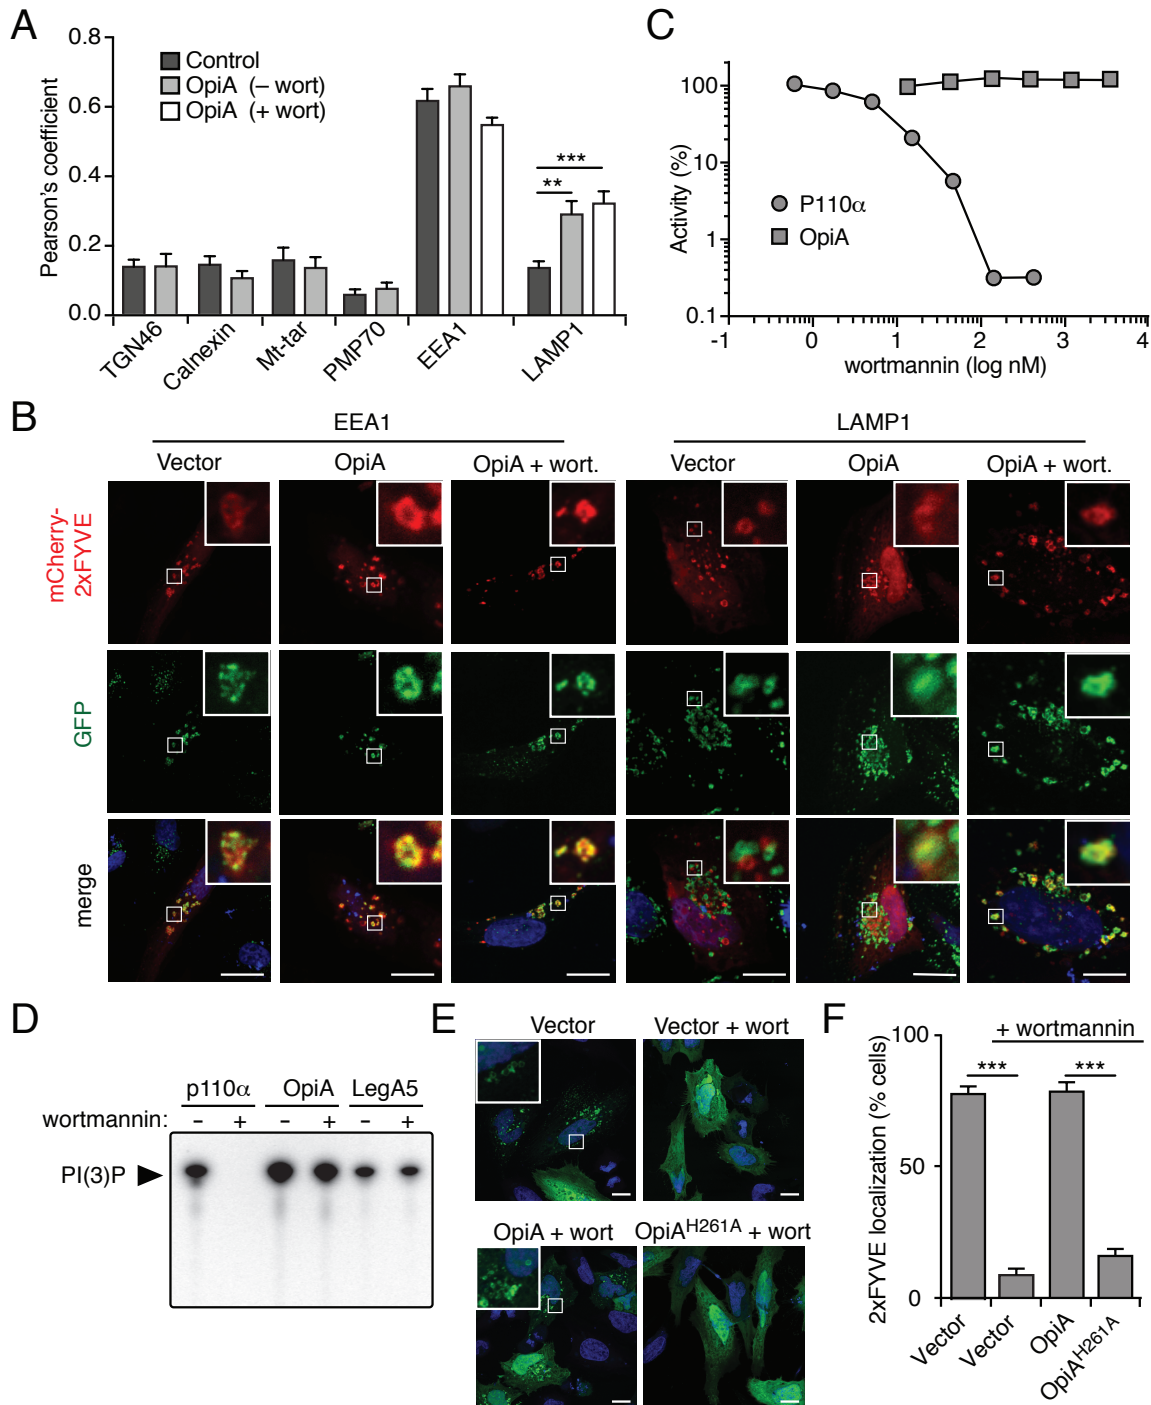 A
0.8
0.6
0.4
0.2
0.0
Pearson's coefficient
Control
OpiA (– wort)
OpiA (+ wort)
***
**
TGN46
Calnexin
Mt-tar
PMP70
EEA1
LAMP1
C
100
10
1
0.1
Activity (%)
P110α
OpiA
-1 0 1 2 3 4
wortmannin (log nM)
B
EEA1 LAMP1
Vector OpiA OpiA + wort. Vector OpiA OpiA + wort.
mCherry-
2xFYVE
GFP
merge
D
p110α OpiA LegA5
wortmannin: – + – + – +
PI(3)P
E
Vector Vector + wort
OpiA + wort OpiAH261A + wort
F
100
50
0
2xFYVE localization (% cells)
+ wortmannin
*** ***
Vector
Vector
OpiA
OpiAH261A